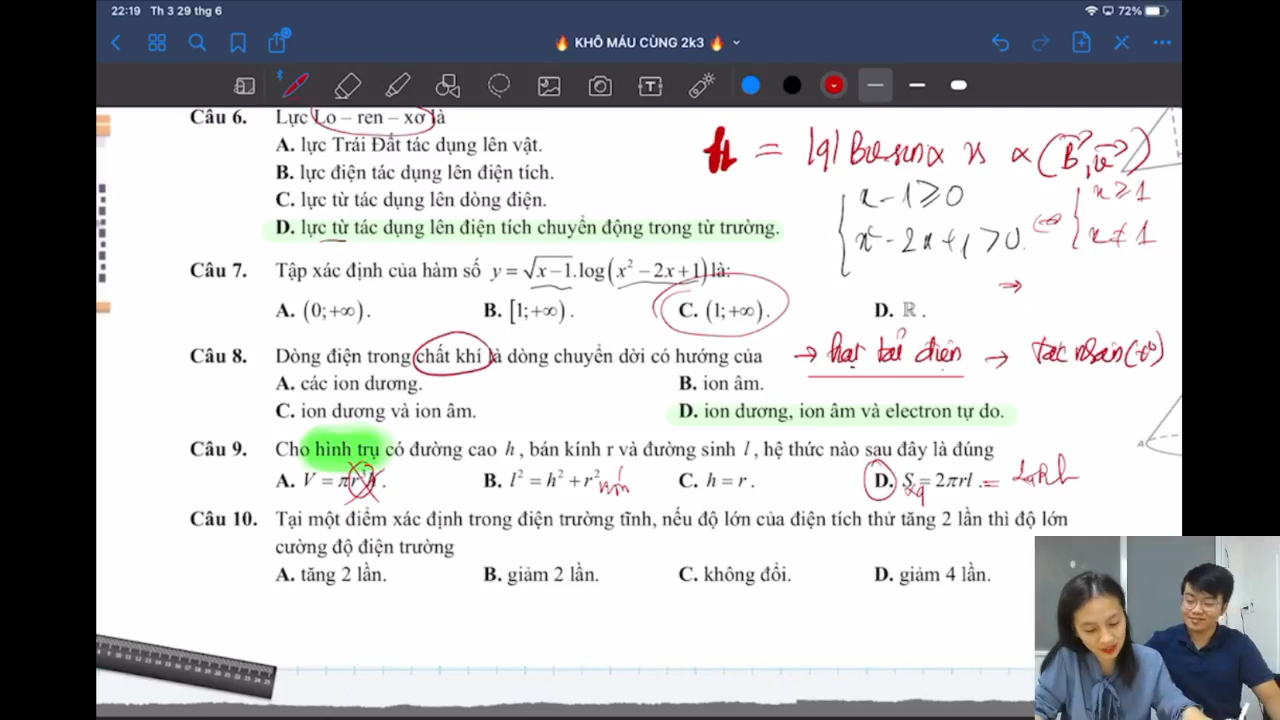 22:19 Th 3 29 thg 6
72%
🔥 KHÔ MÁU CÙNG 2k3 🔥
Câu 6. Lực Lo – ren – xơ là
A. lực Trái Đất tác dụng lên vật.
B. lực điện tác dụng lên điện tích.
C. lực từ tác dụng lên dòng điện.
D. lực từ tác dụng lên điện tích chuyển động trong từ trường.
= |q| Bv sin α
α (B, v)
x - 1 ≥ 0
x² - 2x + 1 > 0
⇔
x ≥ 1
x ≠ 1
⇒
Câu 7. Tập xác định của hàm số y = √(x−1).log(x² −2x+1) là:
A. (0;+∞). B. [1;+∞). C. (1;+∞). D. ℝ.
Câu 8. Dòng điện trong chất khí là dòng chuyển dời có hướng của
→ hạt tải điện → tác nhân (t°)
A. các ion dương. B. ion âm.
C. ion dương và ion âm. D. ion dương, ion âm và electron tự do.
Câu 9. Cho hình trụ có đường cao h, bán kính r và đường sinh l, hệ thức nào sau đây là đúng
A. V = πr h. B. l² = h² + r² nón C. h = r. D. Sxq = 2πrl.
Câu 10. Tại một điểm xác định trong điện trường tĩnh, nếu độ lớn của điện tích thử tăng 2 lần thì độ lớn
cường độ điện trường
A. tăng 2 lần. B. giảm 2 lần. C. không đổi. D. giảm 4 lần.